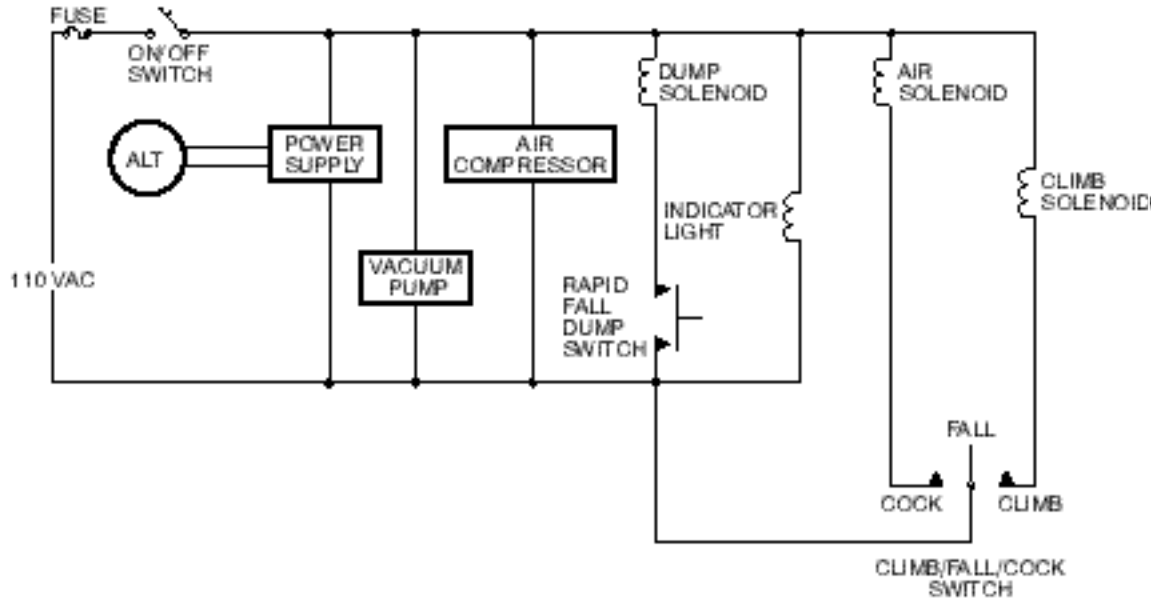 FUSE
ON/OFF
SWITCH
DUMP
SOLENOID
AIR
SOLENOID
ALT
POWER
SUPPLY
AIR
COMPRESSOR
CLIMB
SOLENOID
INDICATOR
LIGHT
110 VAC
VACUUM
PUMP
RAPID
FALL
DUMP
SWITCH
FALL
COCK
CLIMB
CLIMB/FALL/COCK
SWITCH